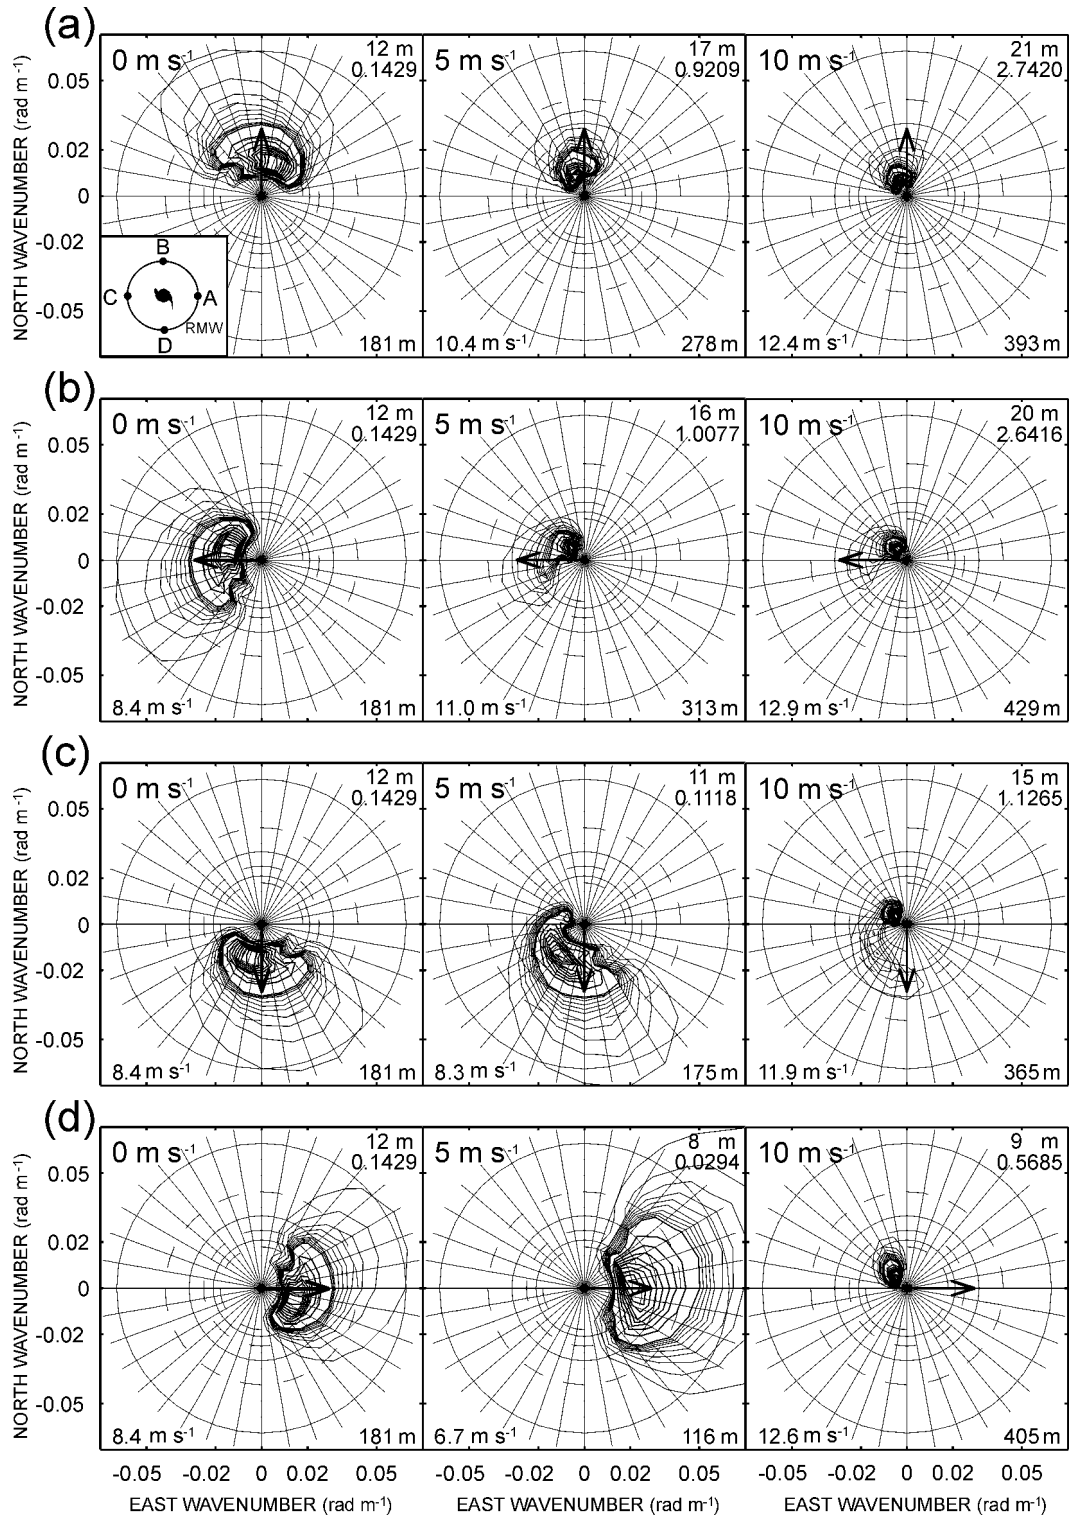 (a)
0 m s⁻¹
12 m
0.1429
5 m s⁻¹
17 m
0.9209
10 m s⁻¹
21 m
2.7420
NORTH WAVENUMBER (rad m⁻¹)
0.05
0.02
0
-0.02
-0.05
B
C
A
RMW
D
181 m
10.4 m s⁻¹
278 m
12.4 m s⁻¹
393 m
(b)
0 m s⁻¹
12 m
0.1429
5 m s⁻¹
16 m
1.0077
10 m s⁻¹
20 m
2.6416
NORTH WAVENUMBER (rad m⁻¹)
0.05
0.02
0
-0.02
-0.05
8.4 m s⁻¹
181 m
11.0 m s⁻¹
313 m
12.9 m s⁻¹
429 m
(c)
0 m s⁻¹
12 m
0.1429
5 m s⁻¹
11 m
0.1118
10 m s⁻¹
15 m
1.1265
NORTH WAVENUMBER (rad m⁻¹)
0.05
0.02
0
-0.02
-0.05
8.4 m s⁻¹
181 m
8.3 m s⁻¹
175 m
11.9 m s⁻¹
365 m
(d)
0 m s⁻¹
12 m
0.1429
5 m s⁻¹
8 m
0.0294
10 m s⁻¹
9 m
0.5685
NORTH WAVENUMBER (rad m⁻¹)
0.05
0.02
0
-0.02
-0.05
8.4 m s⁻¹
181 m
6.7 m s⁻¹
116 m
12.6 m s⁻¹
405 m
-0.05 -0.02 0 0.02 0.05
-0.05 -0.02 0 0.02 0.05
-0.05 -0.02 0 0.02 0.05
EAST WAVENUMBER (rad m⁻¹)
EAST WAVENUMBER (rad m⁻¹)
EAST WAVENUMBER (rad m⁻¹)